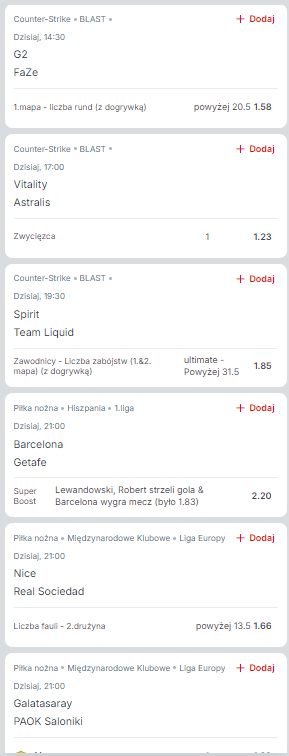 Counter-Strike • BLAST •
+ Dodaj
Dzisiaj, 14:30
G2
FaZe
1.mapa - liczba rund (z dogrywką) powyżej 20.5 1.58
Counter-Strike • BLAST •
+ Dodaj
Dzisiaj, 17:00
Vitality
Astralis
Zwycięzca 1 1.23
Counter-Strike • BLAST •
+ Dodaj
Dzisiaj, 19:30
Spirit
Team Liquid
Zawodnicy - Liczba zabójstw (1.&2.
mapa) (z dogrywką)
ultimate -
Powyżej 31.5
1.85
Piłka nożna • Hiszpania • 1.liga
+ Dodaj
Dzisiaj, 21:00
Barcelona
Getafe
Super
Boost
Lewandowski, Robert strzeli gola &
Barcelona wygra mecz (było 1.83)
2.20
Piłka nożna • Międzynarodowe Klubowe • Liga Europy
+ Dodaj
Dzisiaj, 21:00
Nice
Real Sociedad
Liczba fauli - 2.drużyna powyżej 13.5 1.66
Piłka nożna • Międzynarodowe Klubowe • Liga Europy
+ Dodaj
Dzisiaj, 21:00
Galatasaray
PAOK Saloniki